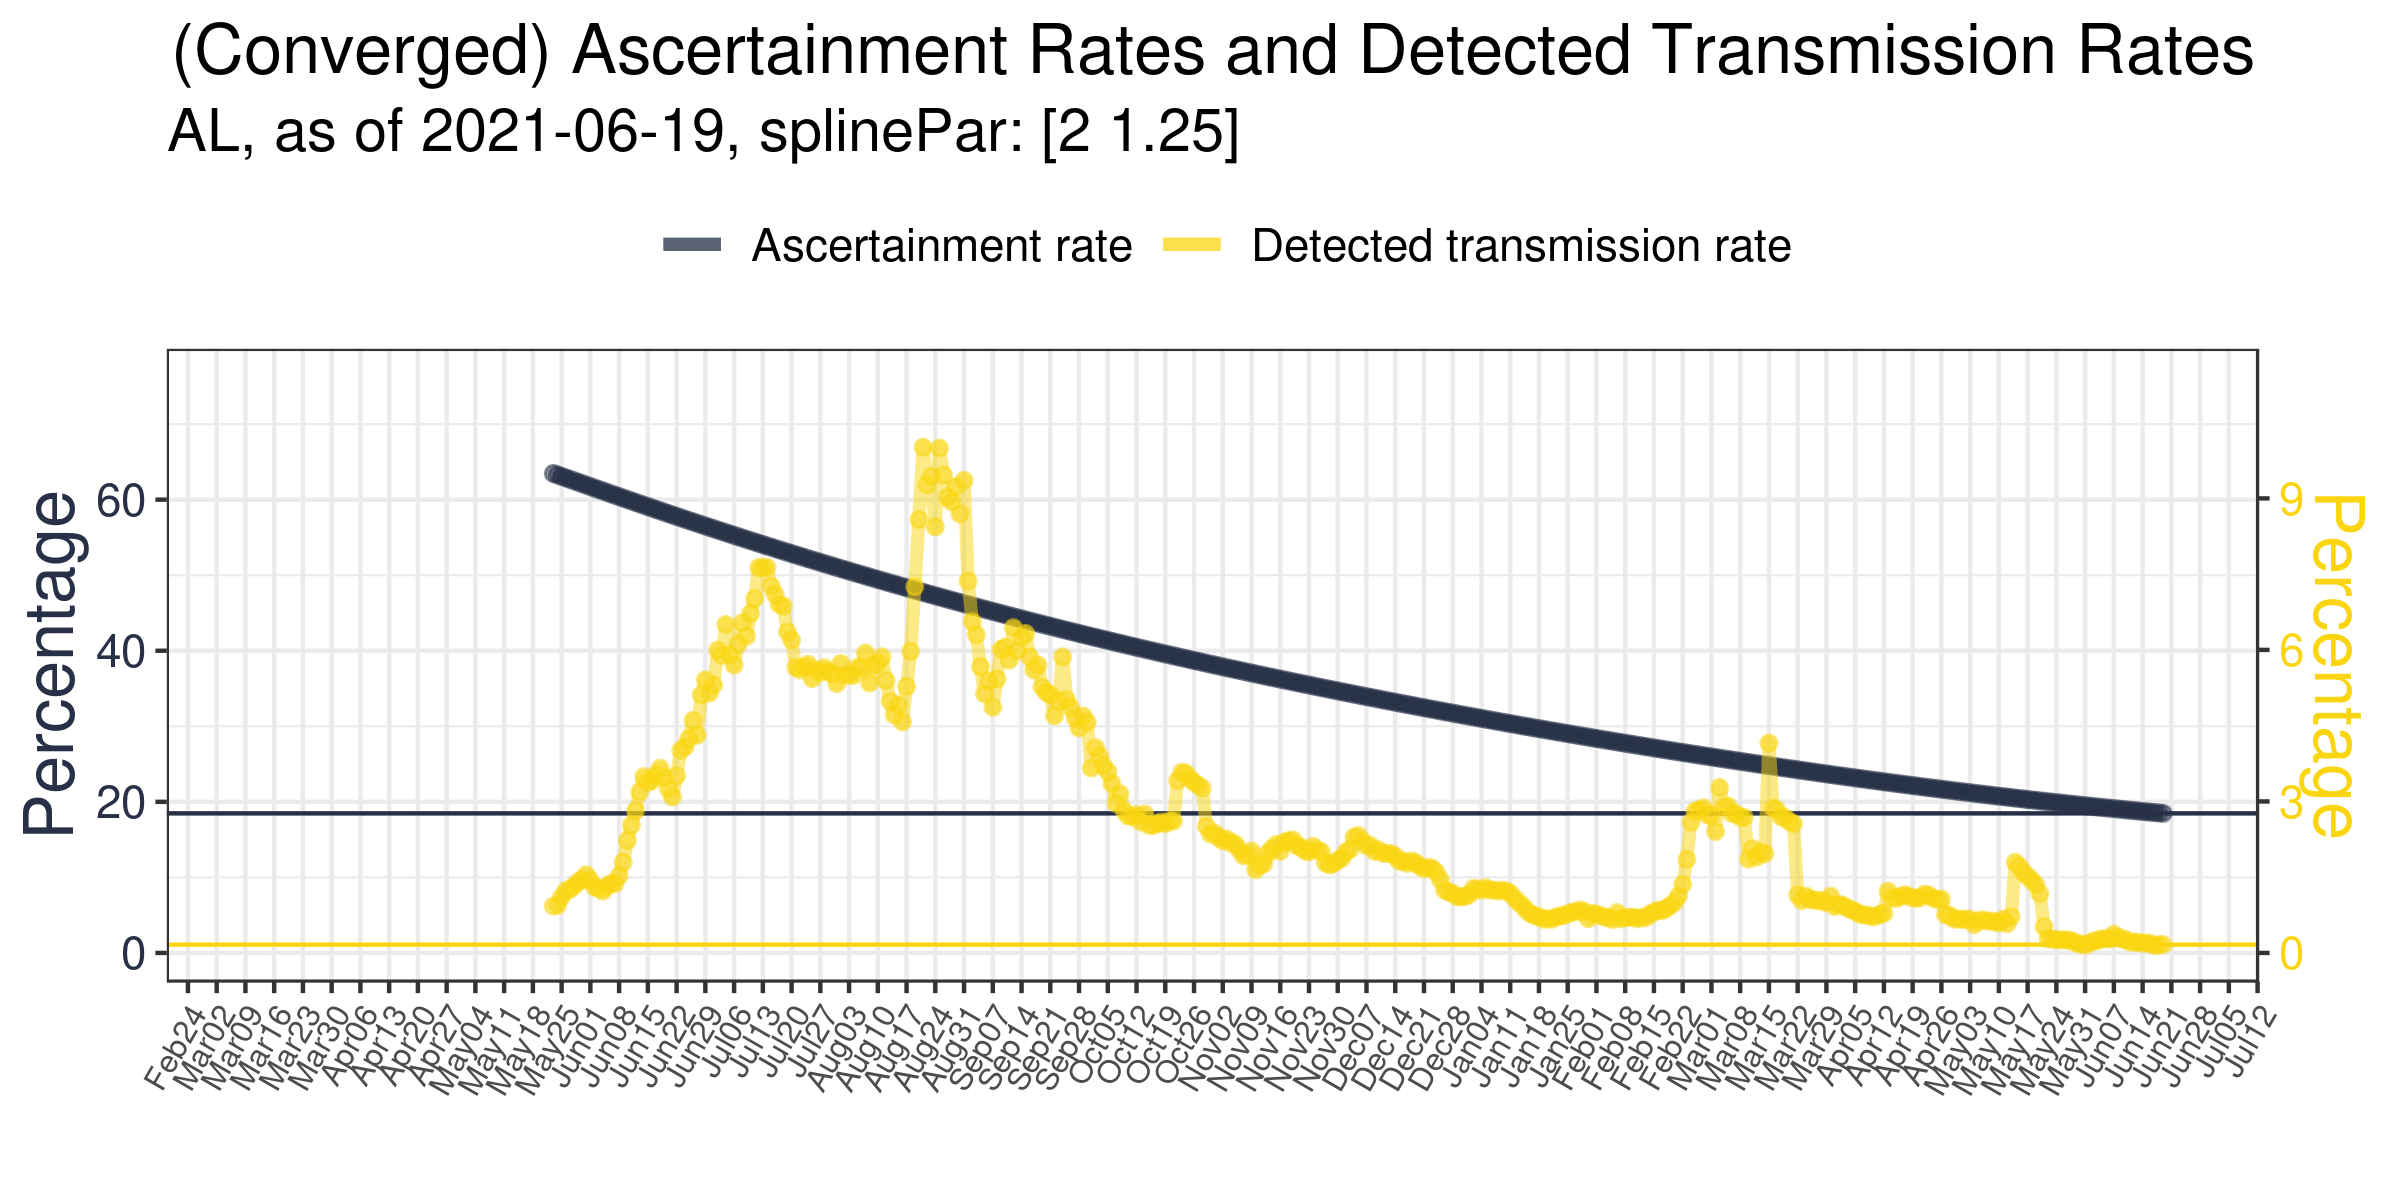 (Converged) Ascertainment Rates and Detected Transmission Rates
AL, as of 2021-06-19, splinePar: [2 1.25]
Ascertainment rate
Detected transmission rate
Percentage
60
40
20
0
9
6
3
0
Percentage
Feb24
Mar02
Mar09
Mar16
Mar23
Mar30
Apr06
Apr13
Apr20
Apr27
May04
May11
May18
May25
Jun01
Jun08
Jun15
Jun22
Jun29
Jul06
Jul13
Jul20
Jul27
Aug03
Aug10
Aug17
Aug24
Aug31
Sep07
Sep14
Sep21
Sep28
Oct05
Oct12
Oct19
Oct26
Nov02
Nov09
Nov16
Nov23
Nov30
Dec07
Dec14
Dec21
Dec28
Jan04
Jan11
Jan18
Jan25
Feb01
Feb08
Feb15
Feb22
Mar01
Mar08
Mar15
Mar22
Mar29
Apr05
Apr12
Apr19
Apr26
May03
May10
May17
May24
May31
Jun07
Jun14
Jun21
Jun28
Jul05
Jul12